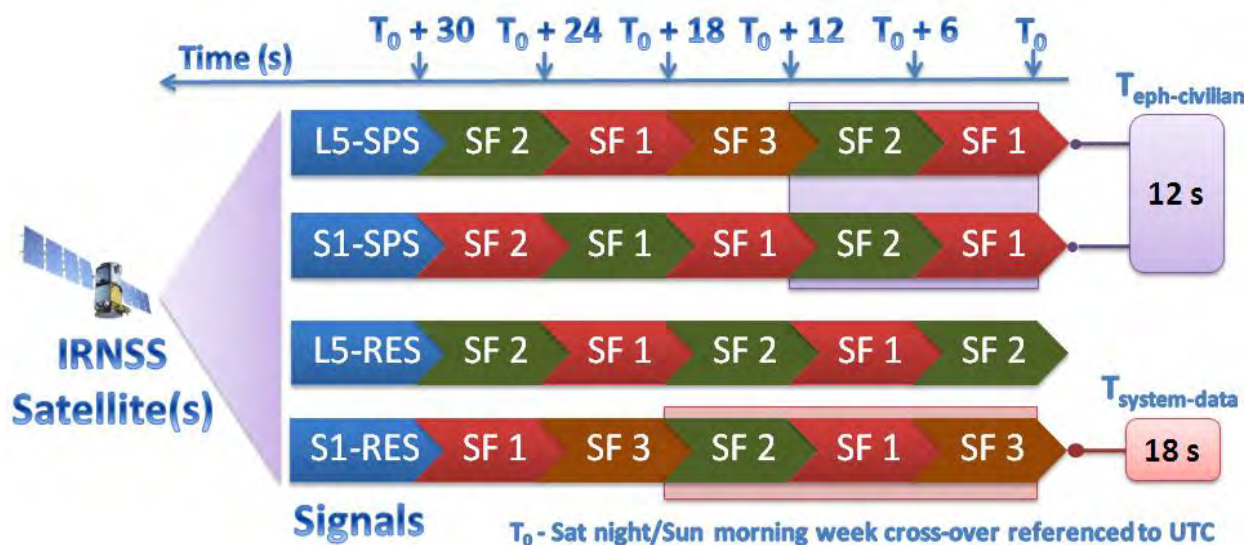 T₀ + 30 T₀ + 24 T₀ + 18 T₀ + 12 T₀ + 6 T₀
Time (s)
T_eph-civilian
L5-SPS SF 2 SF 1 SF 3 SF 2 SF 1
12 s
S1-SPS SF 2 SF 1 SF 1 SF 2 SF 1
L5-RES SF 2 SF 1 SF 2 SF 1 SF 2
IRNSS
Satellite(s)
T_system-data
S1-RES SF 1 SF 3 SF 2 SF 1 SF 3
18 s
Signals
T₀ - Sat night/Sun morning week cross-over referenced to UTC